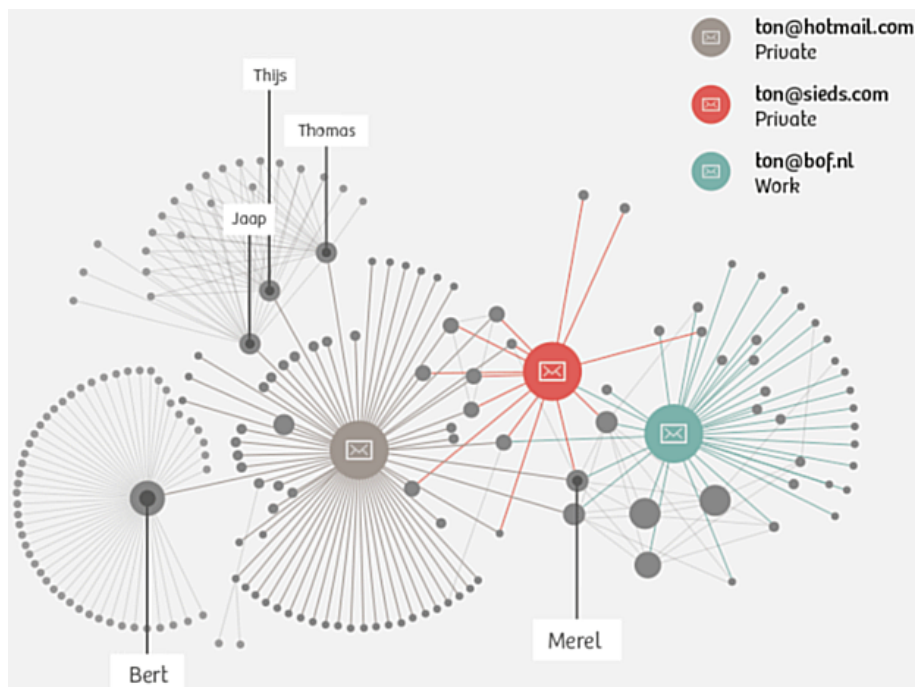 ton@hotmail.com
Private
ton@sieds.com
Private
ton@bof.nl
Work
Thijs
Thomas
Jaap
Merel
Bert